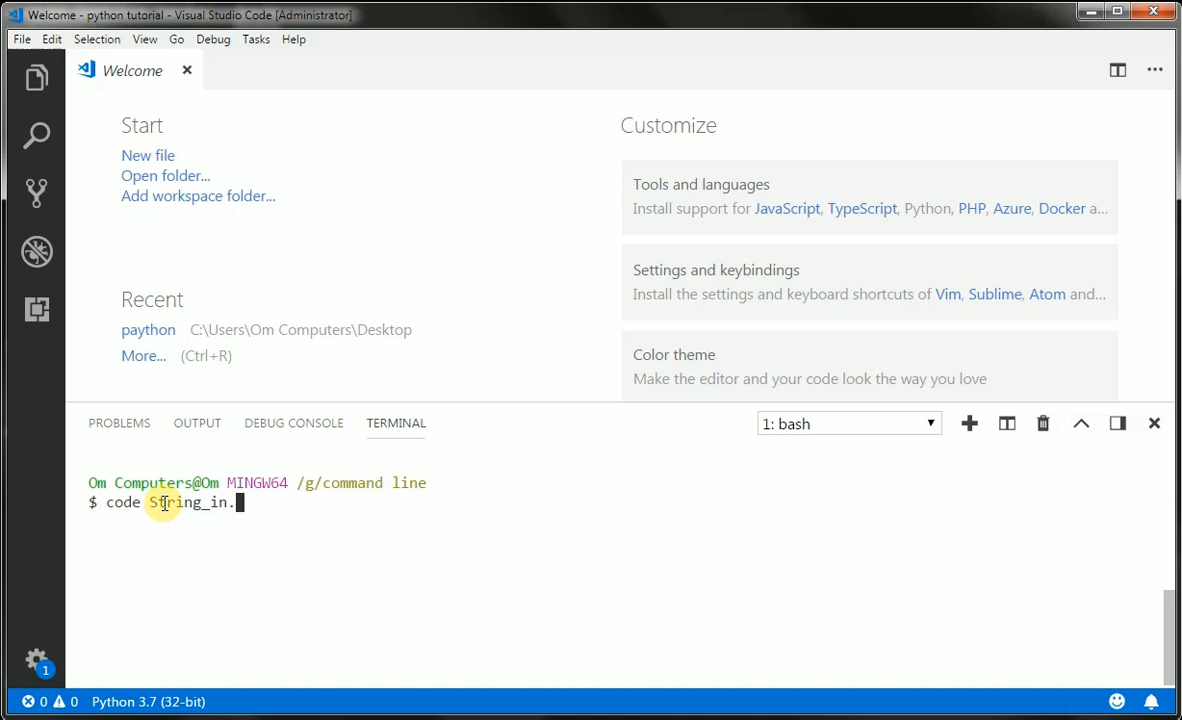 Welcome - python tutorial - Visual Studio Code [Administrator]
File Edit Selection View Go Debug Tasks Help
Welcome
Start
New file
Open folder...
Add workspace folder...
Recent
paython C:\Users\Om Computers\Desktop
More... (Ctrl+R)
Customize
Tools and languages
Install support for JavaScript, TypeScript, Python, PHP, Azure, Docker a...
Settings and keybindings
Install the settings and keyboard shortcuts of Vim, Sublime, Atom and...
Color theme
Make the editor and your code look the way you love
PROBLEMS OUTPUT DEBUG CONSOLE TERMINAL 1: bash
Om Computers@Om MINGW64 /g/command line
$ code String_in.
1
0 0 Python 3.7 (32-bit)